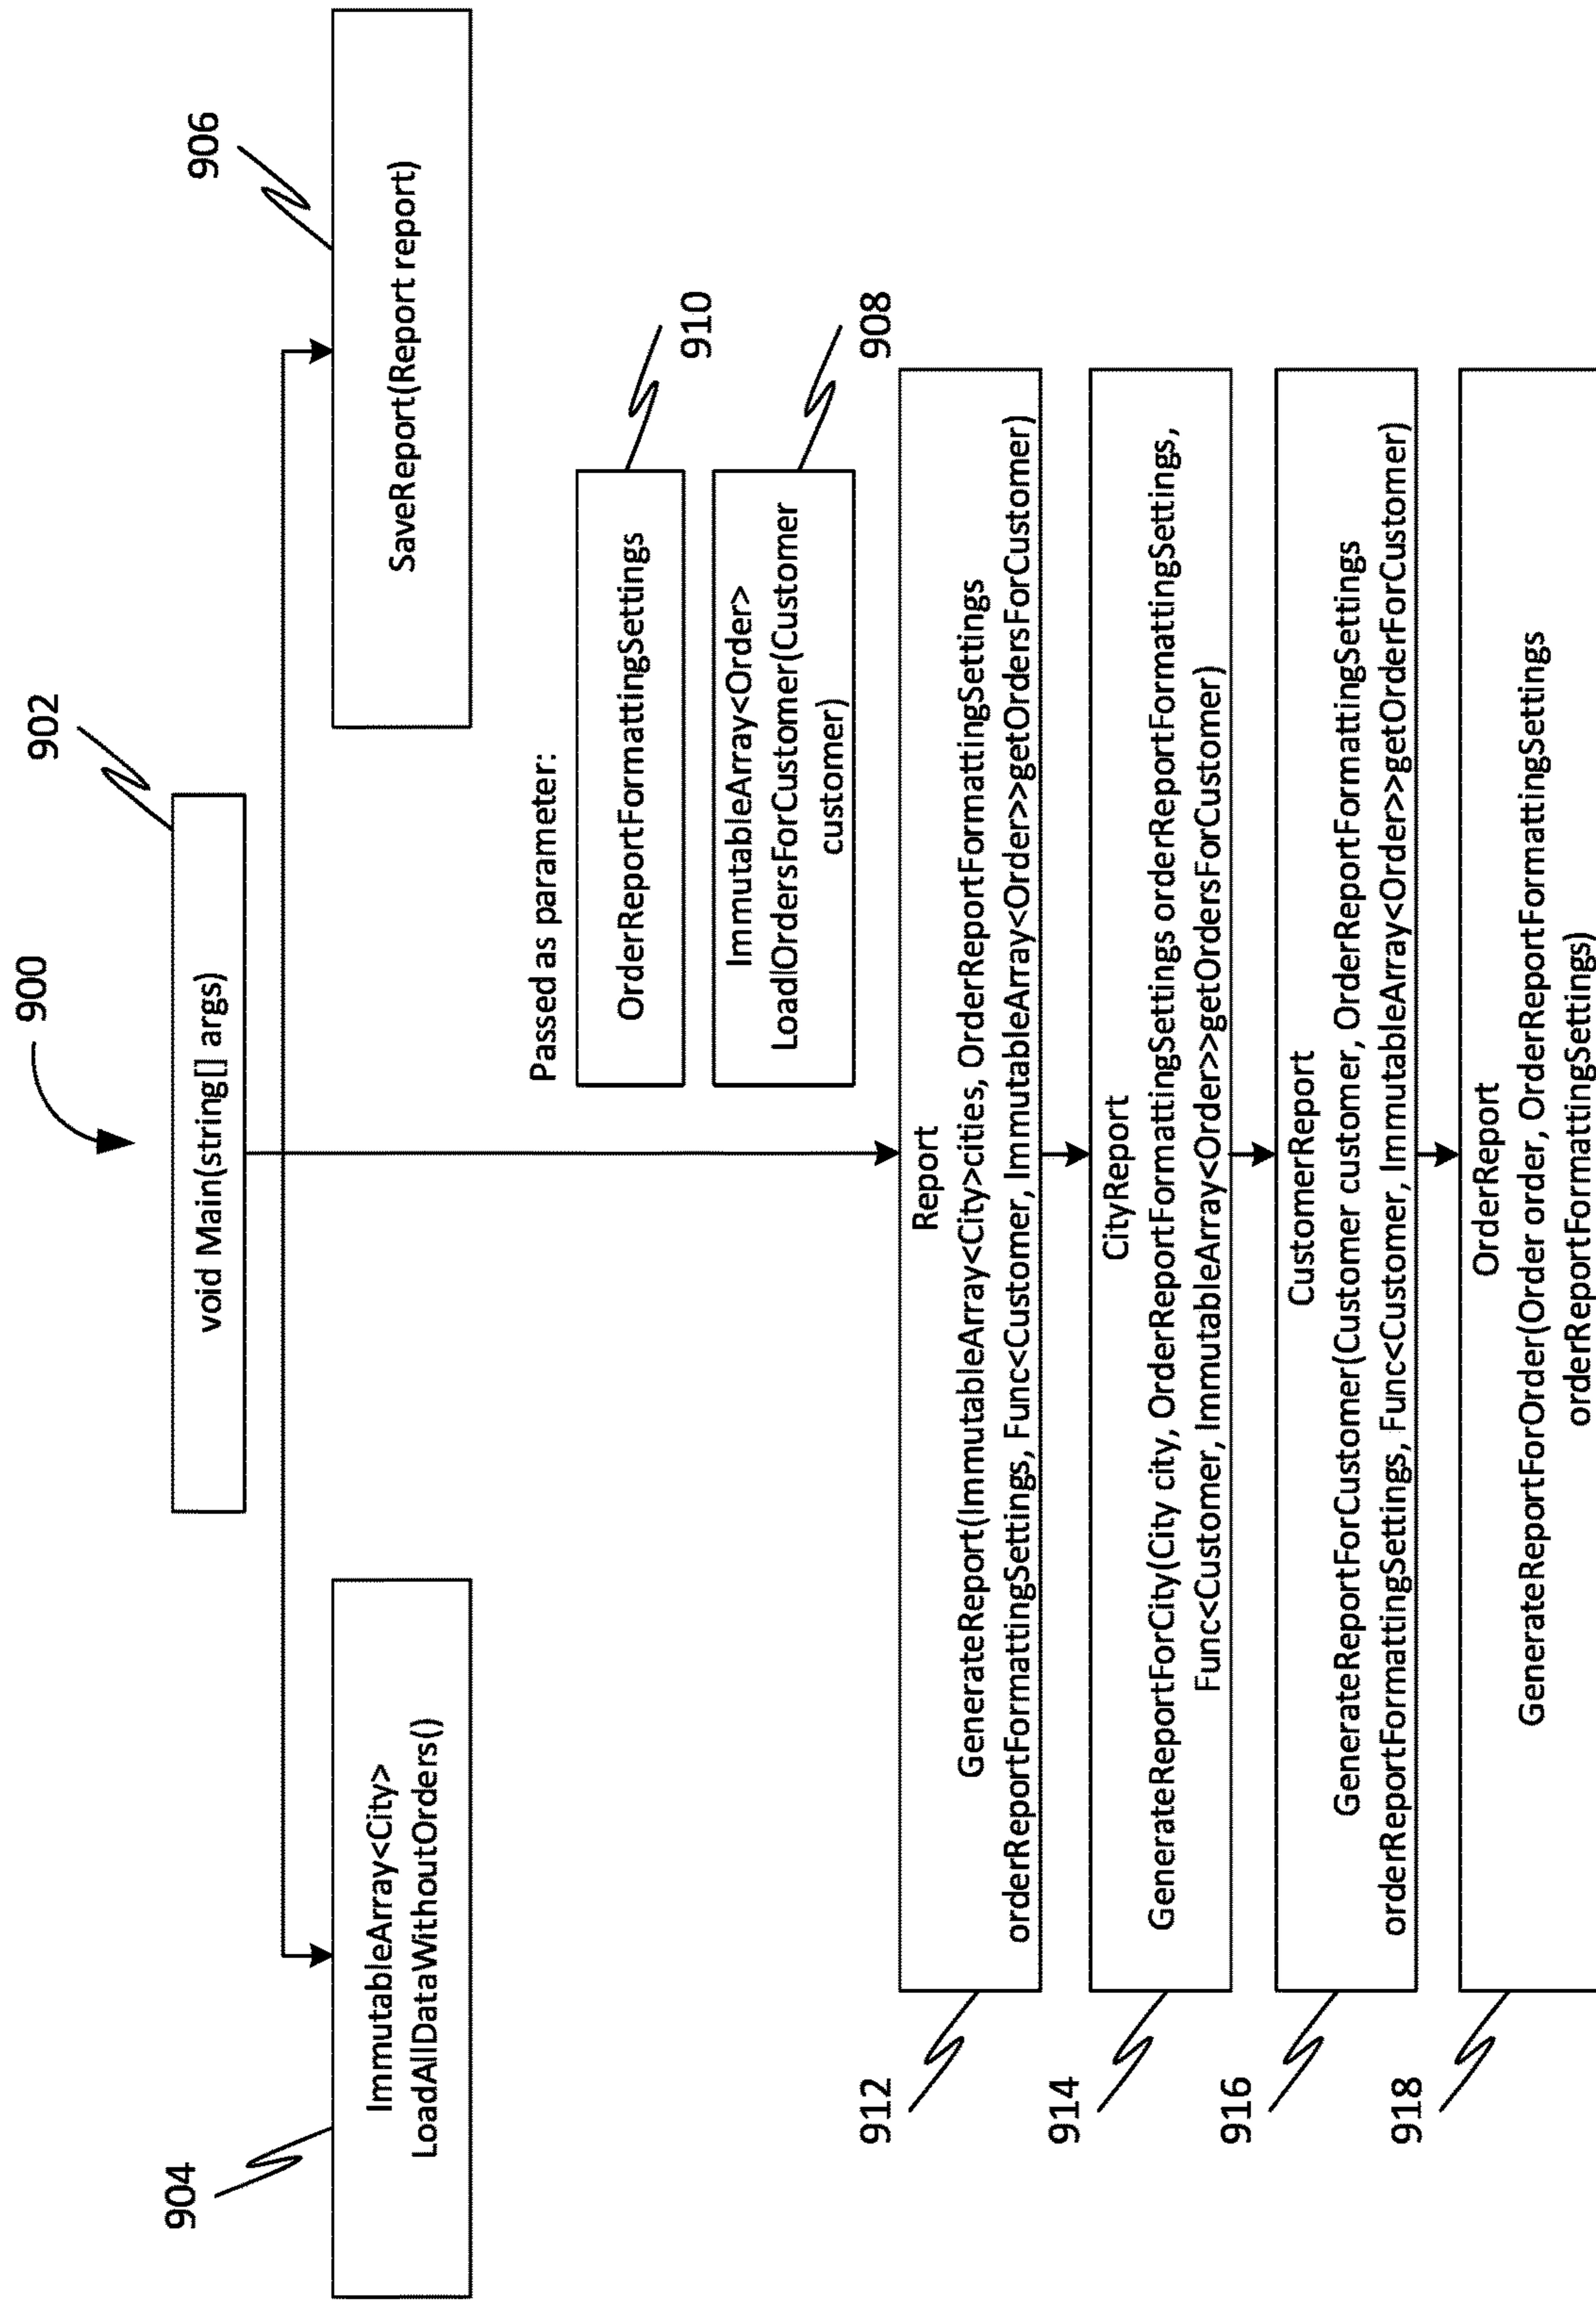 900
902
void Main(string[] args)
904
ImmutableArray<City>
LoadAllDataWithoutOrders()
906
SaveReport(Report report)
Passed as parameter:
OrderReportFormattingSettings
910
ImmutableArray<Order>
LoadOrdersForCustomer(Customer
customer)
908
912
Report
GenerateReport(ImmutableArray<City>cities, OrderReportFormattingSettings
orderReportFormattingSettings, Func<Customer, ImmutableArray<Order>>getOrdersForCustomer)
914
CityReport
GenerateReportForCity(City city, OrderReportFormattingSettings orderReportFormattingSettings,
Func<Customer, ImmutableArray<Order>>getOrdersForCustomer)
916
CustomerReport
GenerateReportForCustomer(Customer customer, OrderReportFormattingSettings
orderReportFormattingSettings, Func<Customer, ImmutableArray<Order>>getOrderForCustomer)
918
OrderReport
GenerateReportForOrder(Order order, OrderReportFormattingSettings
orderReportFormattingSettings)